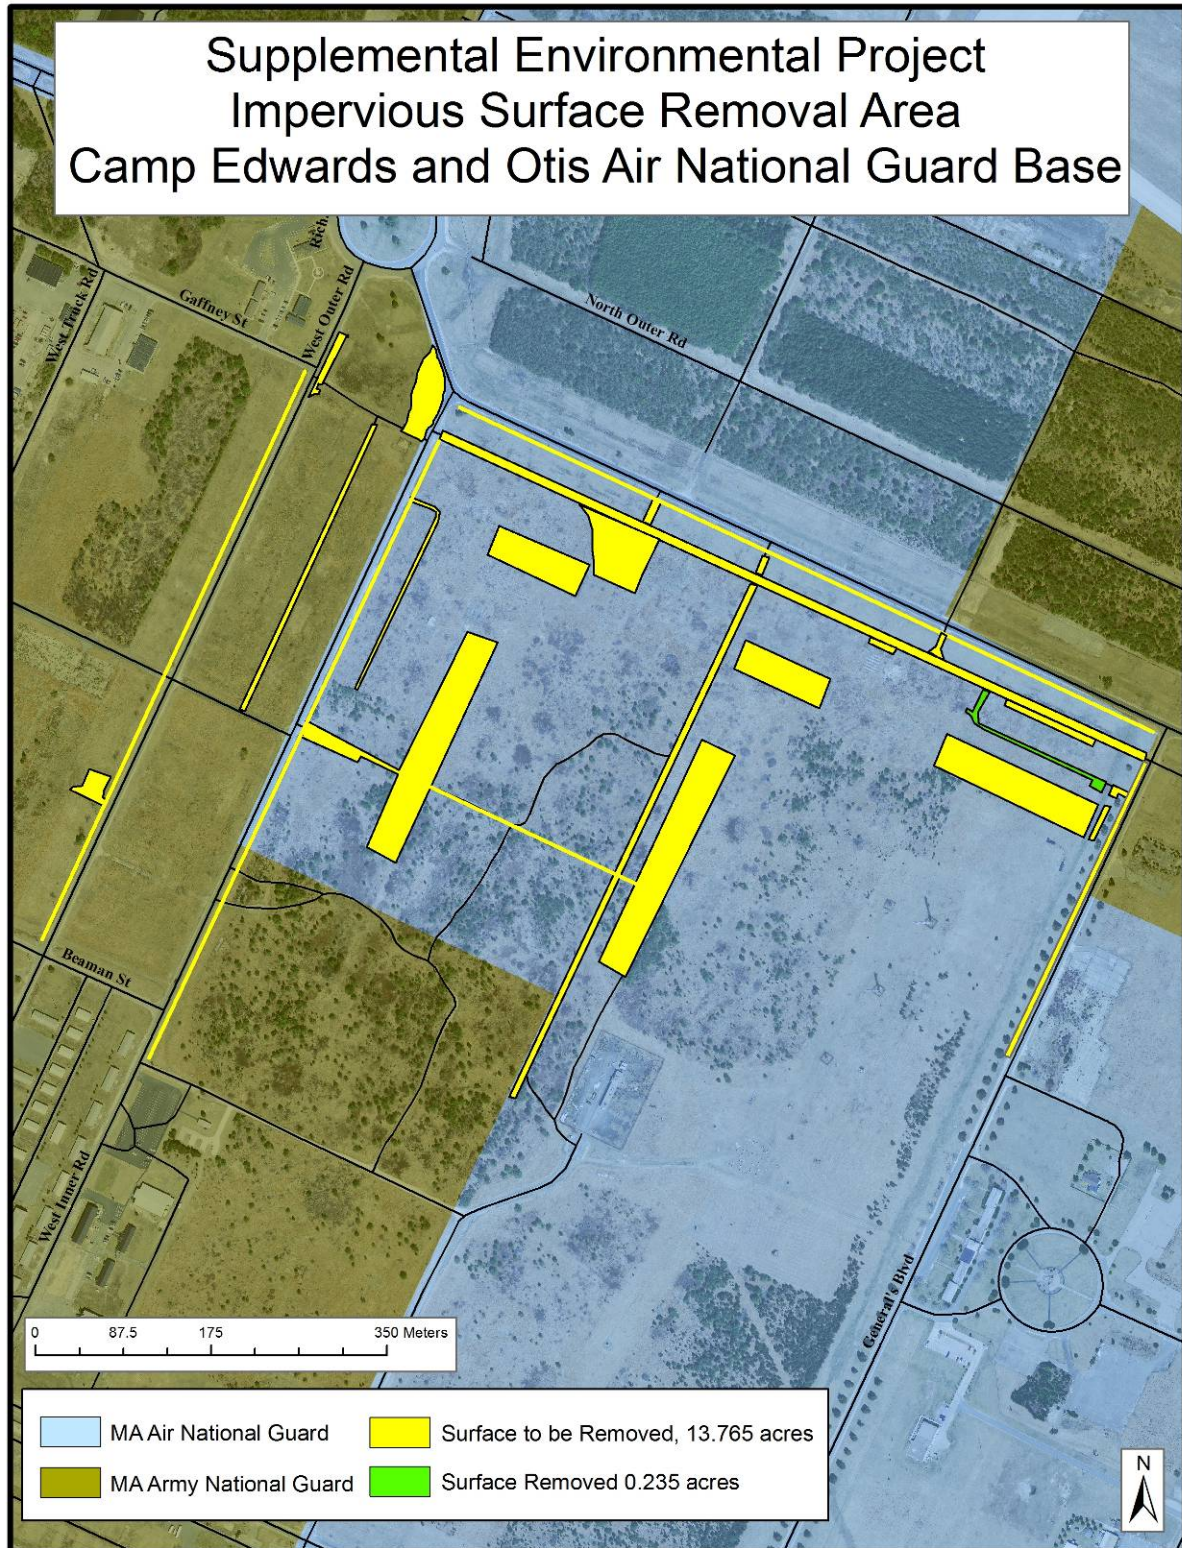 Supplemental Environmental Project
Impervious Surface Removal Area
Camp Edwards and Otis Air National Guard Base
Rich
West Truck Rd
Gaffney St
West Outer Rd
North Outer Rd
Beaman St
West Inner Rd
General's Blvd
0 87.5 175 350 Meters
MA Air National Guard
Surface to be Removed, 13.765 acres
MA Army National Guard
Surface Removed 0.235 acres
N